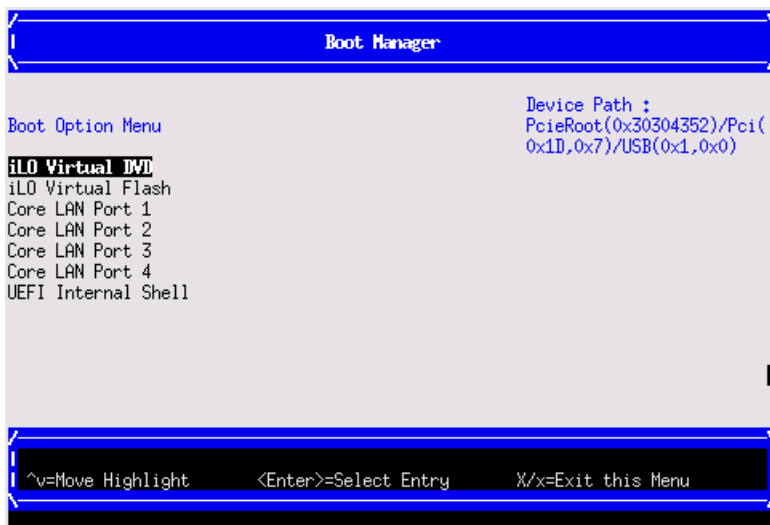 Boot Manager
Boot Option Menu
iLO Virtual DVD
iLO Virtual Flash
Core LAN Port 1
Core LAN Port 2
Core LAN Port 3
Core LAN Port 4
UEFI Internal Shell
Device Path :
PcieRoot(0x30304352)/Pci(
0x1D,0x7)/USB(0x1,0x0)
^v=Move Highlight <Enter>=Select Entry X/x=Exit this Menu